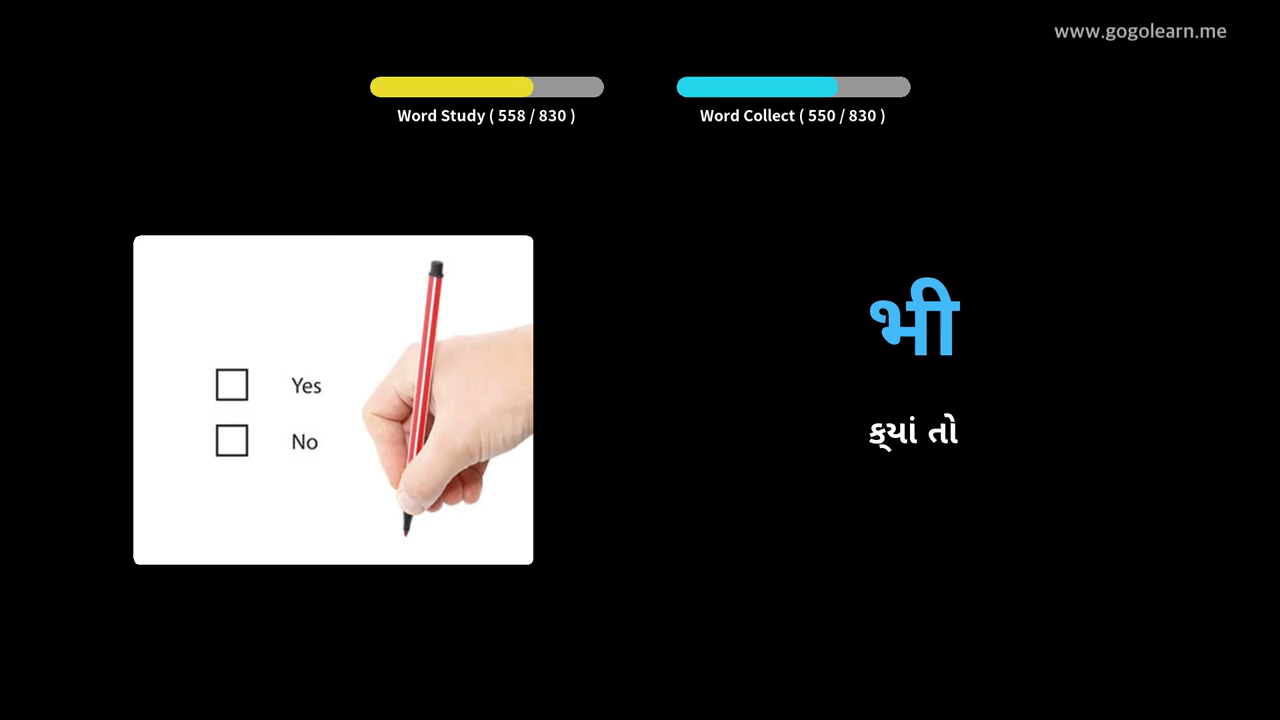 www.gogolearn.me
Word Study ( 558 / 830 )
Word Collect ( 550 / 830 )
Yes
No
भी
ક્યાં તો